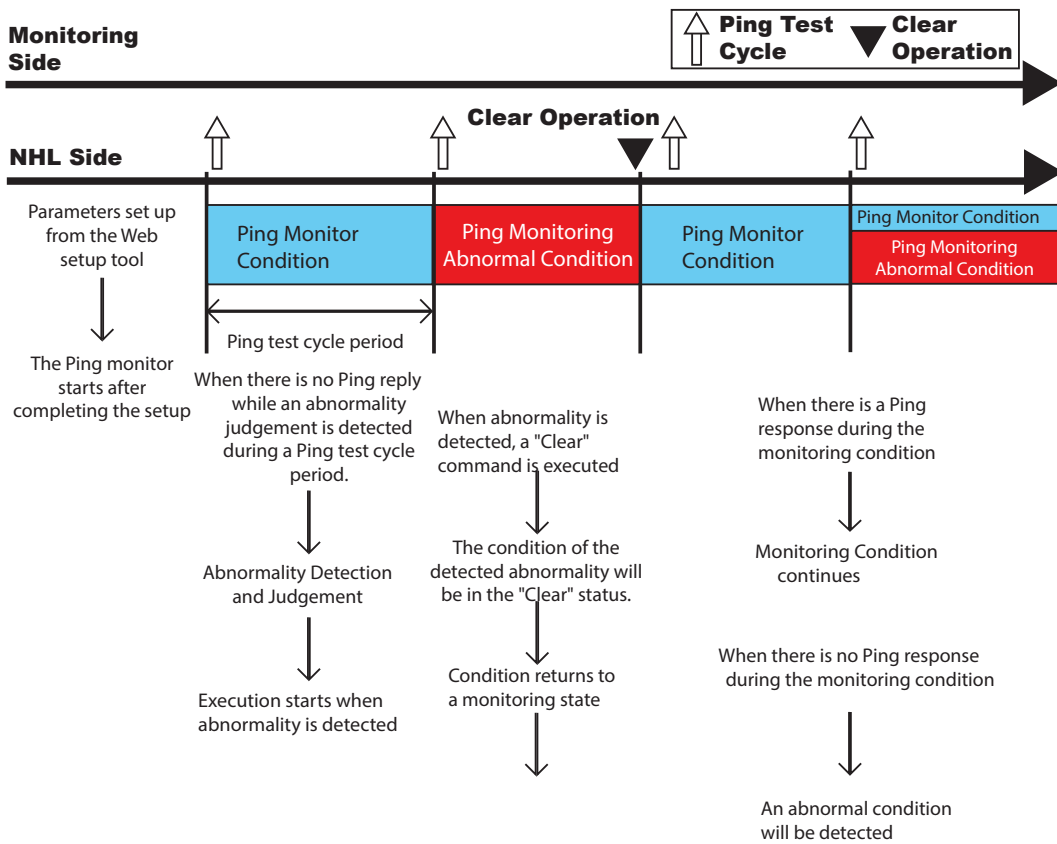 Monitoring
Side
Ping Test
Cycle
Clear
Operation
Clear Operation
NHL Side
Parameters set up
from the Web
setup tool
The Ping monitor
starts after
completing the setup
Ping Monitor
Condition
Ping Monitoring
Abnormal Condition
Ping Monitor
Condition
Ping Monitor Condition
Ping Monitoring
Abnormal Condition
Ping test cycle period
When there is no Ping reply
while an abnormality
judgement is detected
during a Ping test cycle
period.
Abnormality Detection
and Judgement
Execution starts when
abnormality is detected
When abnormality is
detected, a "Clear"
command is executed
The condition of the
detected abnormality will
be in the "Clear" status.
Condition returns to
a monitoring state
When there is a Ping
response during the
monitoring condition
Monitoring Condition
continues
When there is no Ping response
during the monitoring condition
An abnormal condition
will be detected